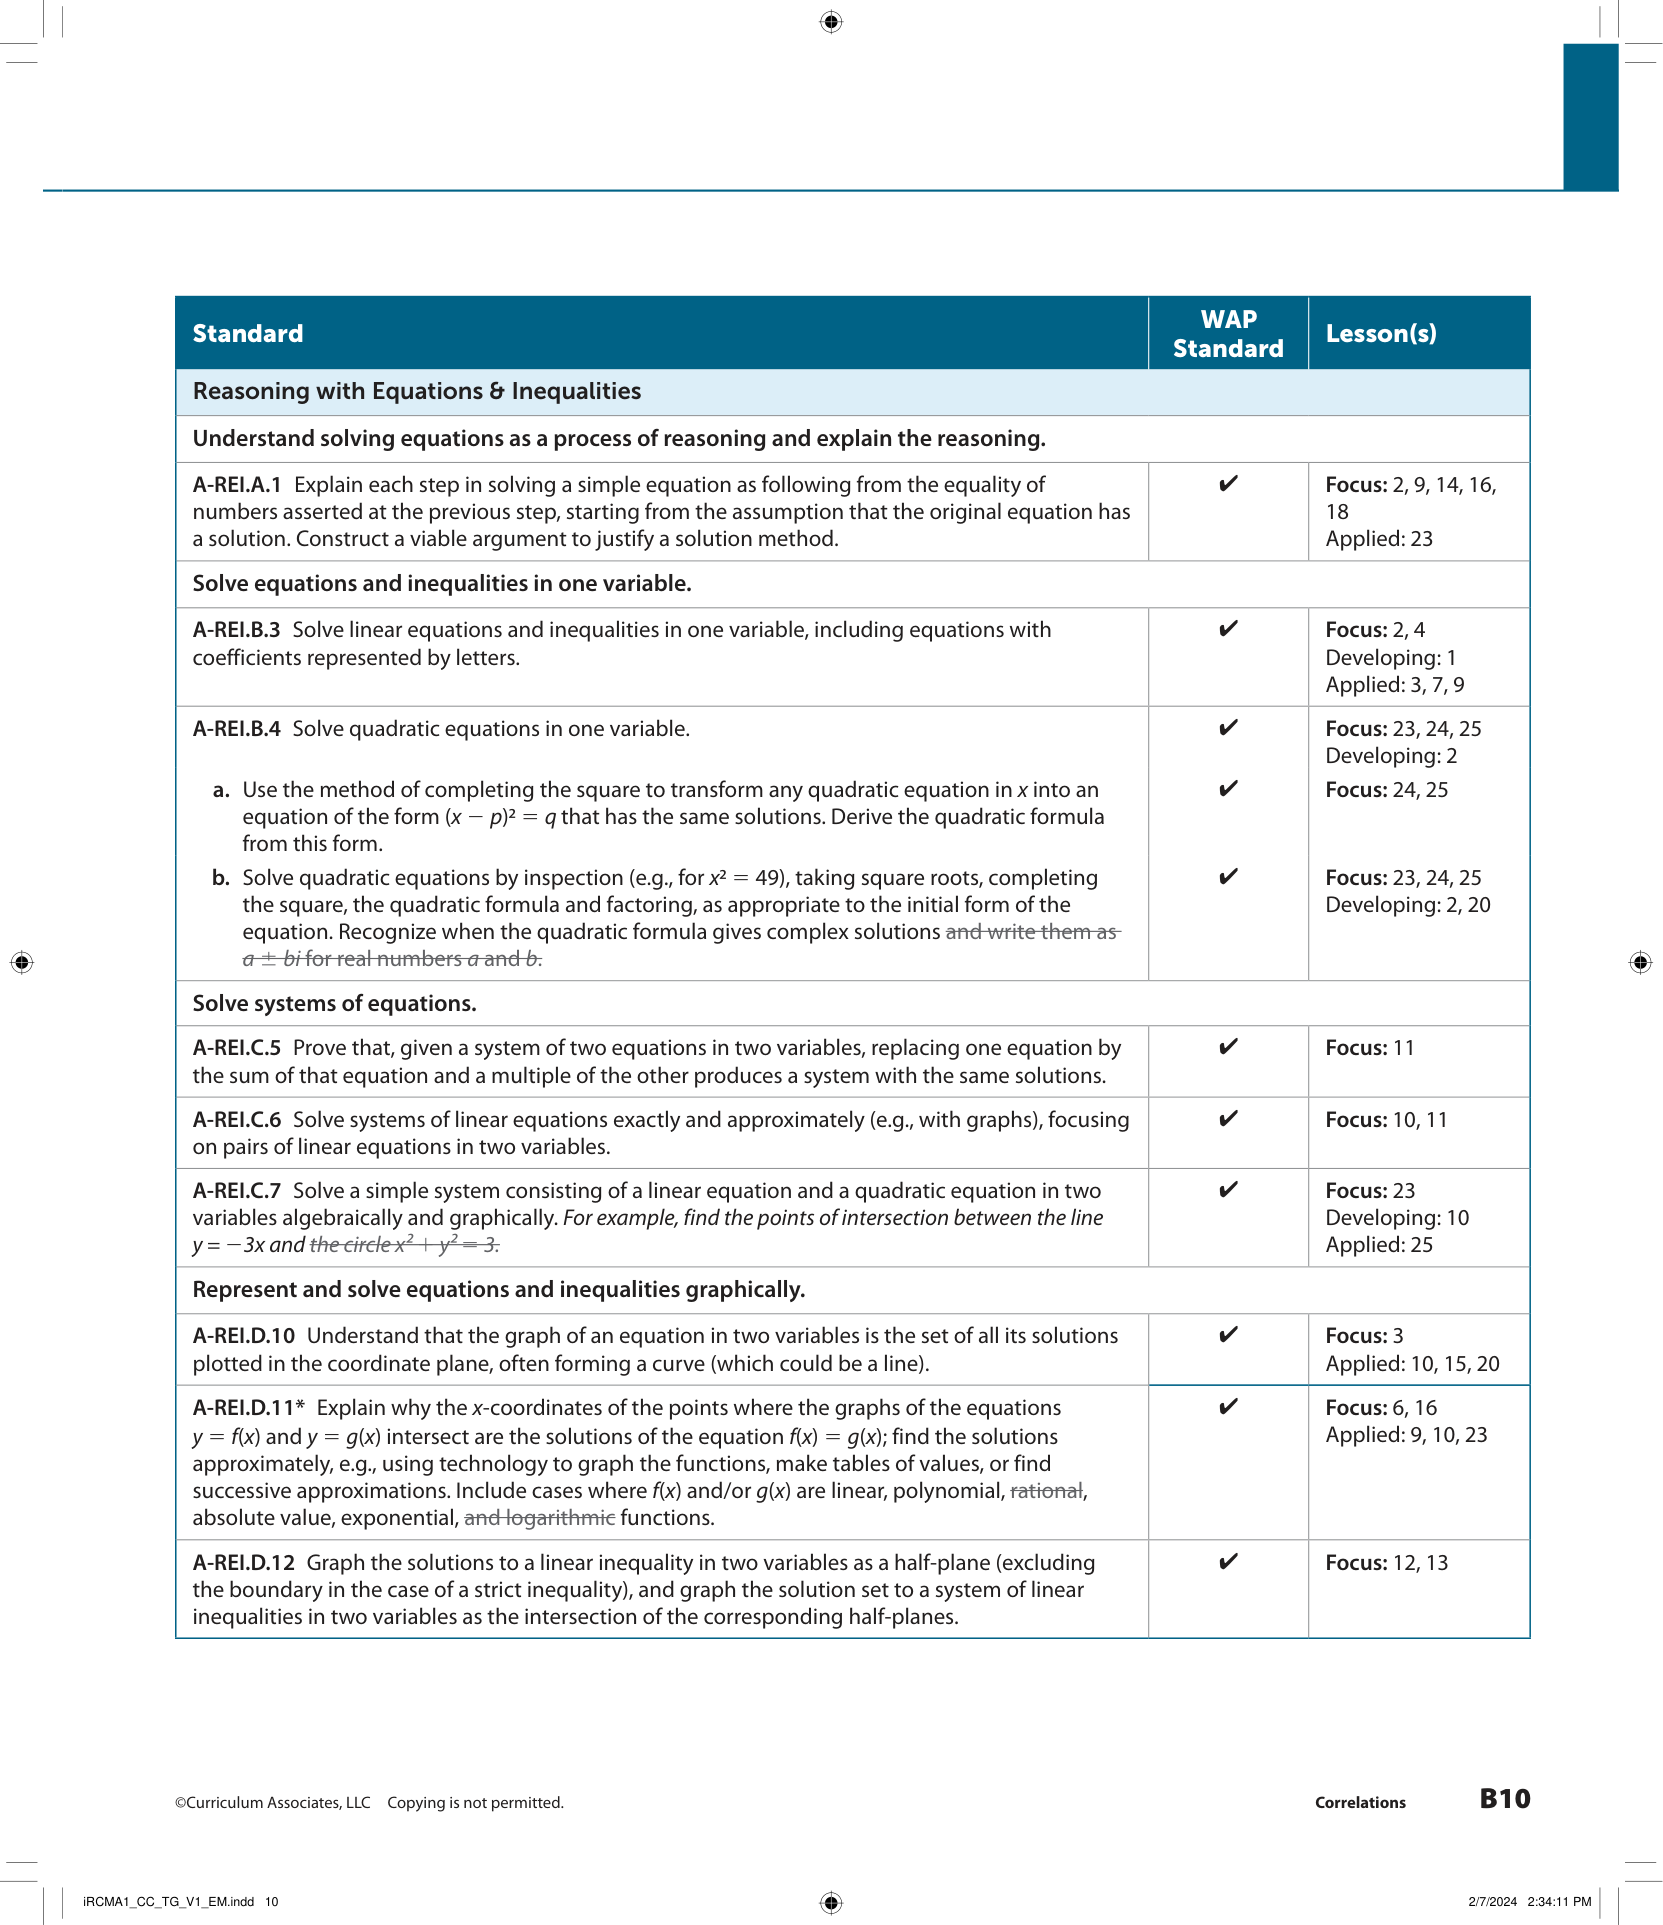 Standard
WAP
Standard
Lesson(s)
Reasoning with Equations & Inequalities
Understand solving equations as a process of reasoning and explain the reasoning.
A-REI.A.1 Explain each step in solving a simple equation as following from the equality of
numbers asserted at the previous step, starting from the assumption that the original equation has
a solution. Construct a viable argument to justify a solution method.
✔
Focus: 2, 9, 14, 16,
18
Applied: 23
Solve equations and inequalities in one variable.
A-REI.B.3 Solve linear equations and inequalities in one variable, including equations with
coefficients represented by letters.
✔
Focus: 2, 4
Developing: 1
Applied: 3, 7, 9
A-REI.B.4 Solve quadratic equations in one variable.
✔
Focus: 23, 24, 25
Developing: 2
a. Use the method of completing the square to transform any quadratic equation in x into an
equation of the form (x − p)² = q that has the same solutions. Derive the quadratic formula
from this form.
✔
Focus: 24, 25
b. Solve quadratic equations by inspection (e.g., for x² = 49), taking square roots, completing
the square, the quadratic formula and factoring, as appropriate to the initial form of the
equation. Recognize when the quadratic formula gives complex solutions and write them as
a ± bi for real numbers a and b.
✔
Focus: 23, 24, 25
Developing: 2, 20
Solve systems of equations.
A-REI.C.5 Prove that, given a system of two equations in two variables, replacing one equation by
the sum of that equation and a multiple of the other produces a system with the same solutions.
✔
Focus: 11
A-REI.C.6 Solve systems of linear equations exactly and approximately (e.g., with graphs), focusing
on pairs of linear equations in two variables.
✔
Focus: 10, 11
A-REI.C.7 Solve a simple system consisting of a linear equation and a quadratic equation in two
variables algebraically and graphically. For example, find the points of intersection between the line
y = −3x and the circle x² + y² = 3.
✔
Focus: 23
Developing: 10
Applied: 25
Represent and solve equations and inequalities graphically.
A-REI.D.10 Understand that the graph of an equation in two variables is the set of all its solutions
plotted in the coordinate plane, often forming a curve (which could be a line).
✔
Focus: 3
Applied: 10, 15, 20
A-REI.D.11* Explain why the x-coordinates of the points where the graphs of the equations
y = f(x) and y = g(x) intersect are the solutions of the equation f(x) = g(x); find the solutions
approximately, e.g., using technology to graph the functions, make tables of values, or find
successive approximations. Include cases where f(x) and/or g(x) are linear, polynomial, rational,
absolute value, exponential, and logarithmic functions.
✔
Focus: 6, 16
Applied: 9, 10, 23
A-REI.D.12 Graph the solutions to a linear inequality in two variables as a half-plane (excluding
the boundary in the case of a strict inequality), and graph the solution set to a system of linear
inequalities in two variables as the intersection of the corresponding half-planes.
✔
Focus: 12, 13
©Curriculum Associates, LLC Copying is not permitted.
Correlations B10
iRCMA1_CC_TG_V1_EM.indd 10
2/7/2024 2:34:11 PM